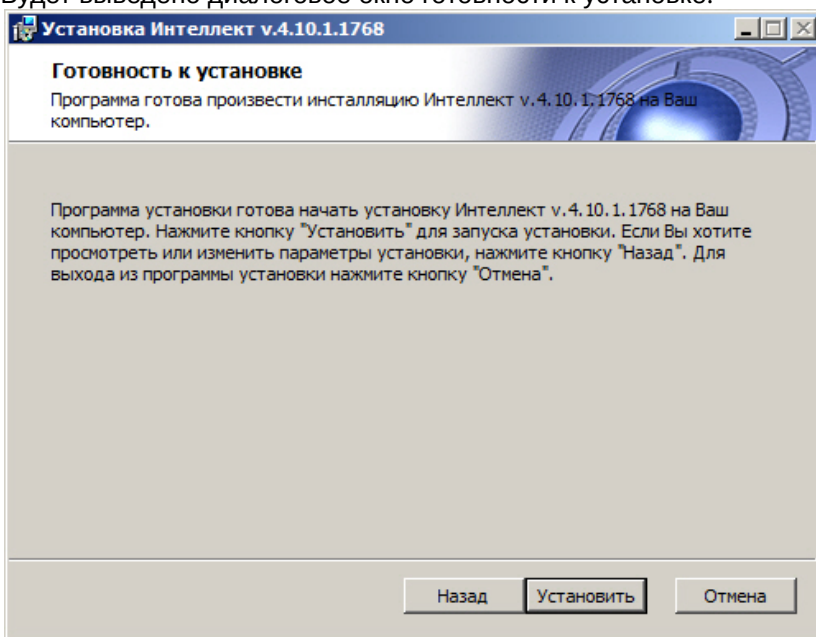 Будет выведено диалоговое окно готовности к установке.
Установка Интеллект v.4.10.1.1768
Готовность к установке
Программа готова произвести инсталляцию Интеллект v.4.10.1.1768 на Ваш
компьютер.
Программа установки готова начать установку Интеллект v.4.10.1.1768 на Ваш
компьютер. Нажмите кнопку "Установить" для запуска установки. Если Вы хотите
просмотреть или изменить параметры установки, нажмите кнопку "Назад". Для
выхода из программы установки нажмите кнопку "Отмена".
Назад
Установить
Отмена